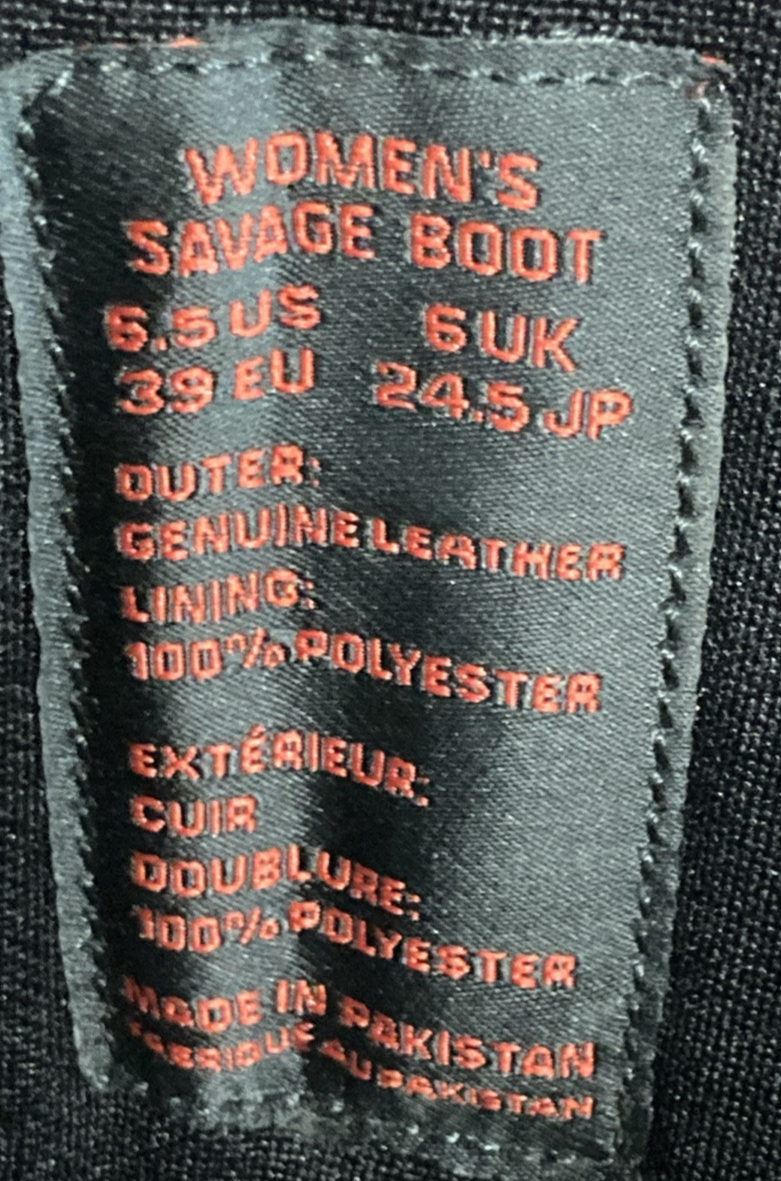 WOMEN'S
SAVAGE BOOT
6.5 US 6 UK
39 EU 24.5 JP
OUTER:
GENUINE LEATHER
LINING:
100% POLYESTER
EXTÉRIEUR:
CUIR
DOUBLURE:
100% POLYESTER
MADE IN PAKISTAN
FABRIQUÉ AU PAKISTAN